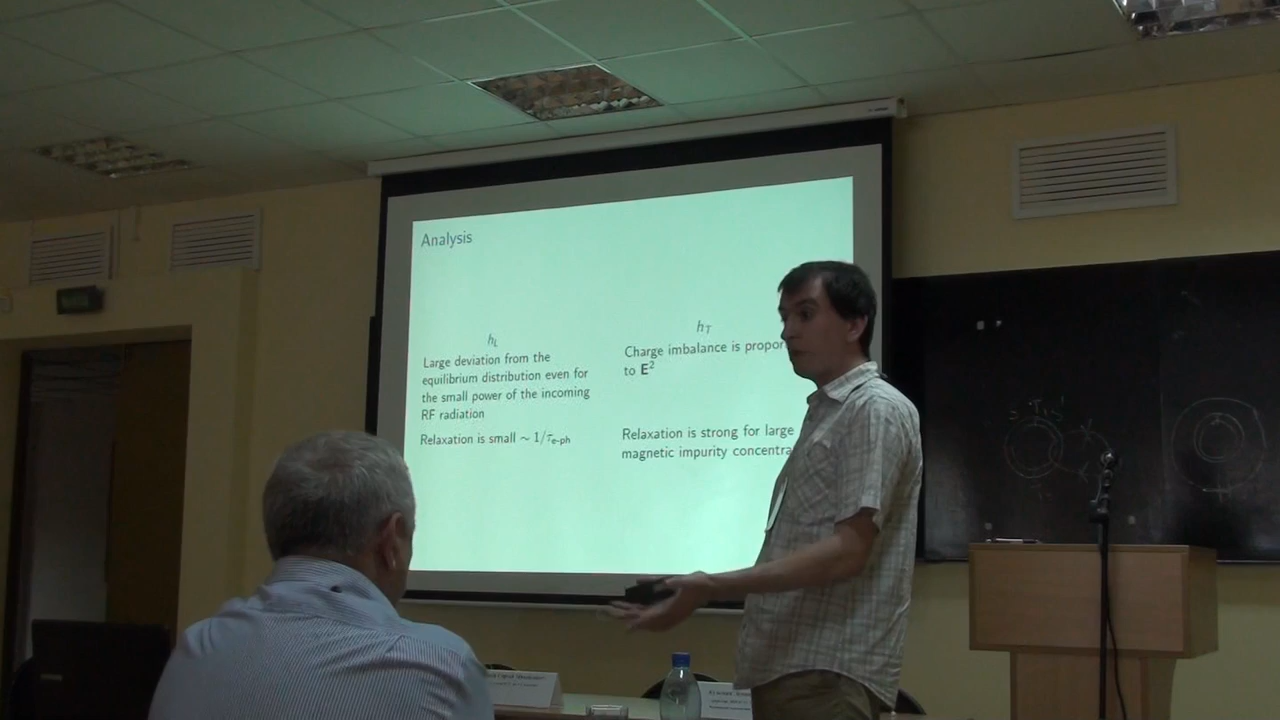 Analysis
h_L
Large deviation from the
equilibrium distribution even for
the small power of the incoming
RF radiation
Relaxation is small ~ 1/τ_e-ph
h_T
Charge imbalance is propor
to E²
Relaxation is strong for large
magnetic impurity concentra